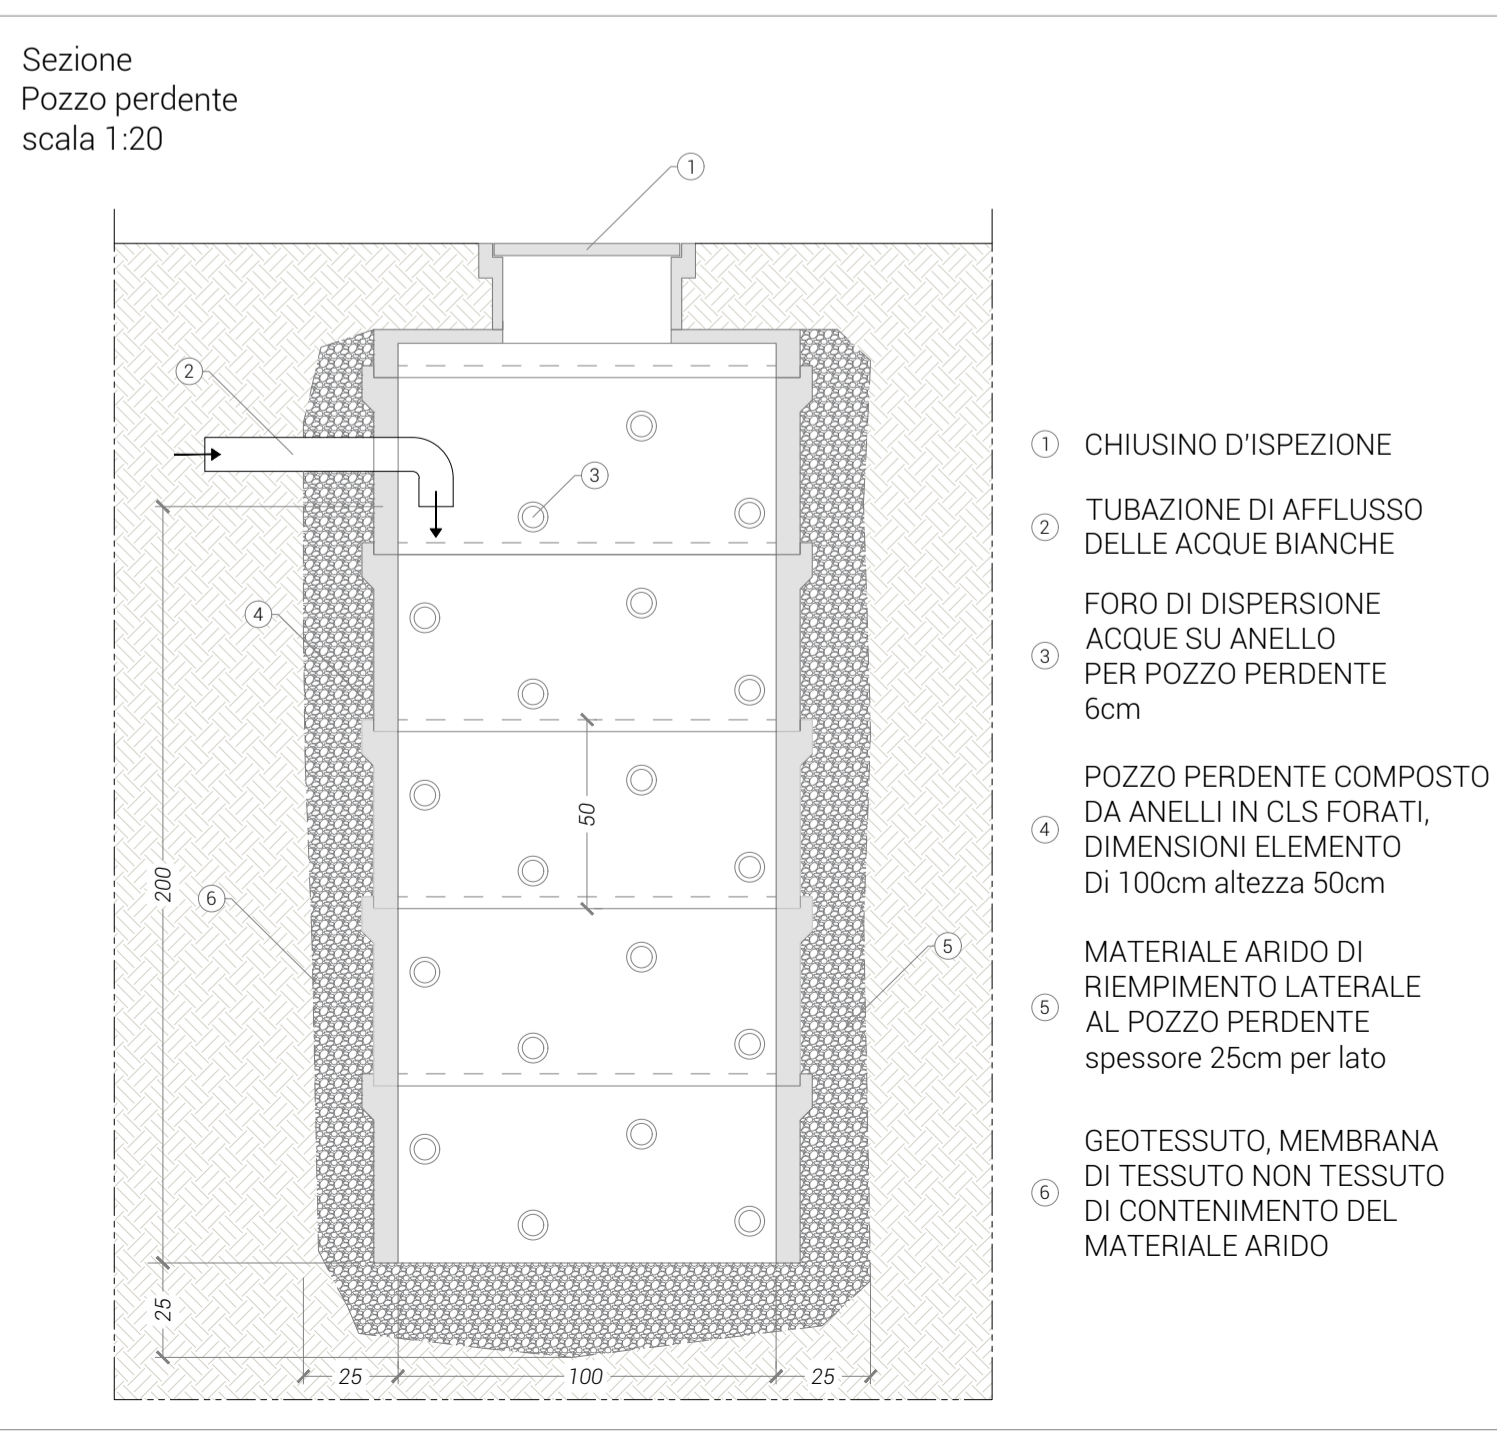 Sezione
Pozzo perdente
scala 1:20
1
2
3
4
6
5
200
50
25
25
100
25
1 CHIUSINO D'ISPEZIONE
2 TUBAZIONE DI AFFLUSSO
DELLE ACQUE BIANCHE
3 FORO DI DISPERSIONE
ACQUE SU ANELLO
PER POZZO PERDENTE
6cm
4 POZZO PERDENTE COMPOSTO
DA ANELLI IN CLS FORATI,
DIMENSIONI ELEMENTO
Di 100cm altezza 50cm
5 MATERIALE ARIDO DI
RIEMPIMENTO LATERALE
AL POZZO PERDENTE
spessore 25cm per lato
6 GEOTESSUTO, MEMBRANA
DI TESSUTO NON TESSUTO
DI CONTENIMENTO DEL
MATERIALE ARIDO